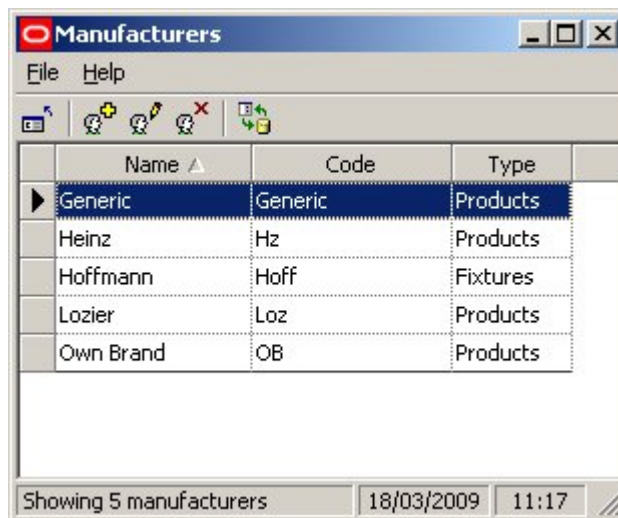 Manufacturers
File Help
Name Code Type
Generic Generic Products
Heinz Hz Products
Hoffmann Hoff Fixtures
Lozier Loz Products
Own Brand OB Products
Showing 5 manufacturers 18/03/2009 11:17